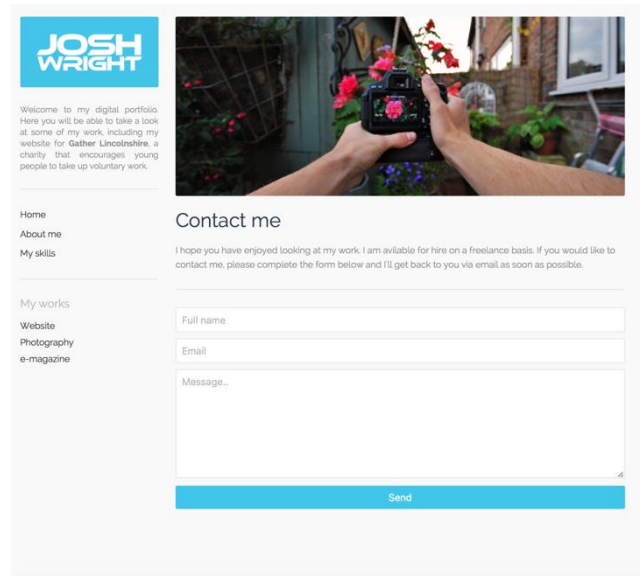 JOSH
WRIGHT
Welcome to my digital portfolio.
Here you will be able to take a look
at some of my work, including my
website for Gather Lincolnshire, a
charity that encourages young
people to take up voluntary work.
Home
About me
My skills
My works
Website
Photography
e-magazine
Contact me
I hope you have enjoyed looking at my work. I am avilable for hire on a freelance basis. If you would like to
contact me, please complete the form below and I'll get back to you via email as soon as possible.
Full name
Email
Message..
Send